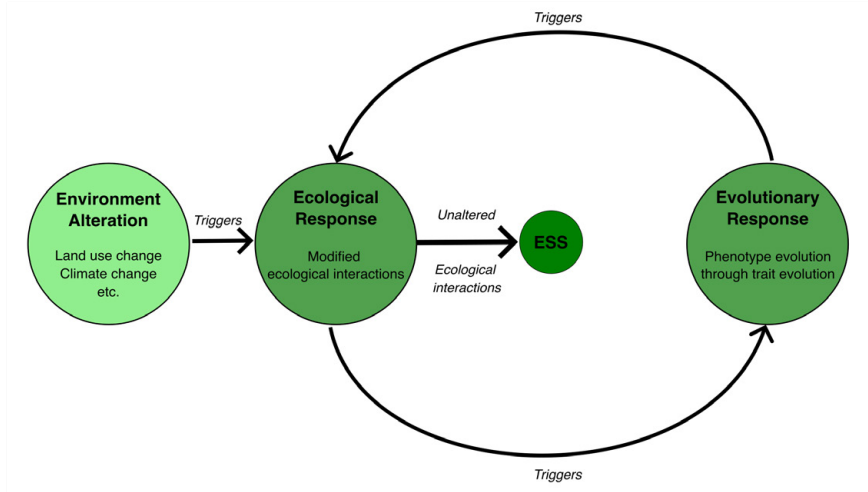 Triggers
Environment
Alteration
Land use change
Climate change
etc.
Triggers
Ecological
Response
Modified
ecological interactions
Unaltered
Ecological
interactions
ESS
Evolutionary
Response
Phenotype evolution
through trait evolution
Triggers